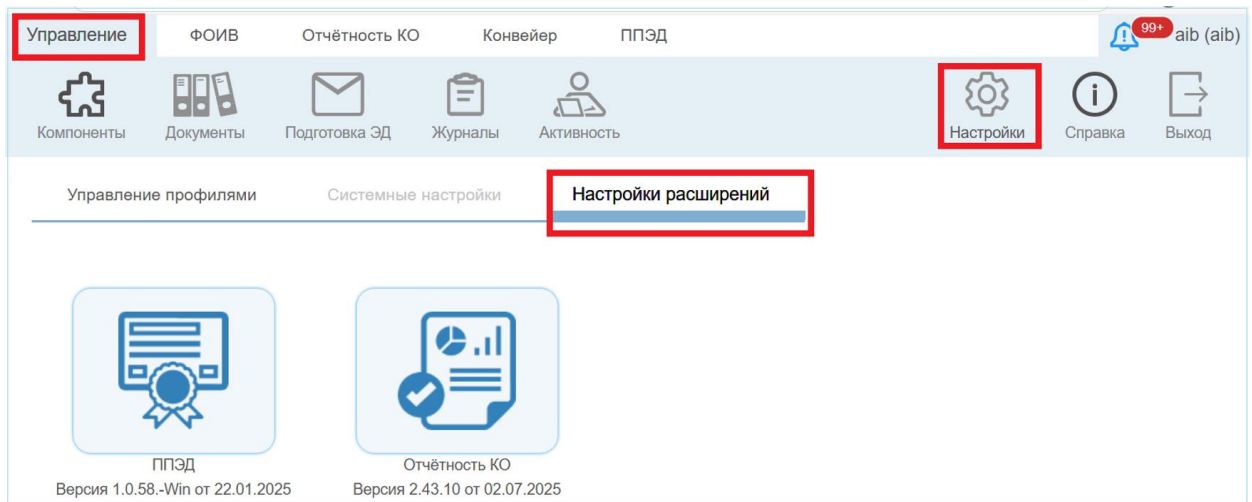 Управление ФОИВ Отчётность КО Конвейер ППЭД 99+ aib (aib)
Компоненты Документы Подготовка ЭД Журналы Активность Настройки Справка Выход
Управление профилями Системные настройки Настройки расширений
ППЭД Отчётность КО
Версия 1.0.58.-Win от 22.01.2025 Версия 2.43.10 от 02.07.2025